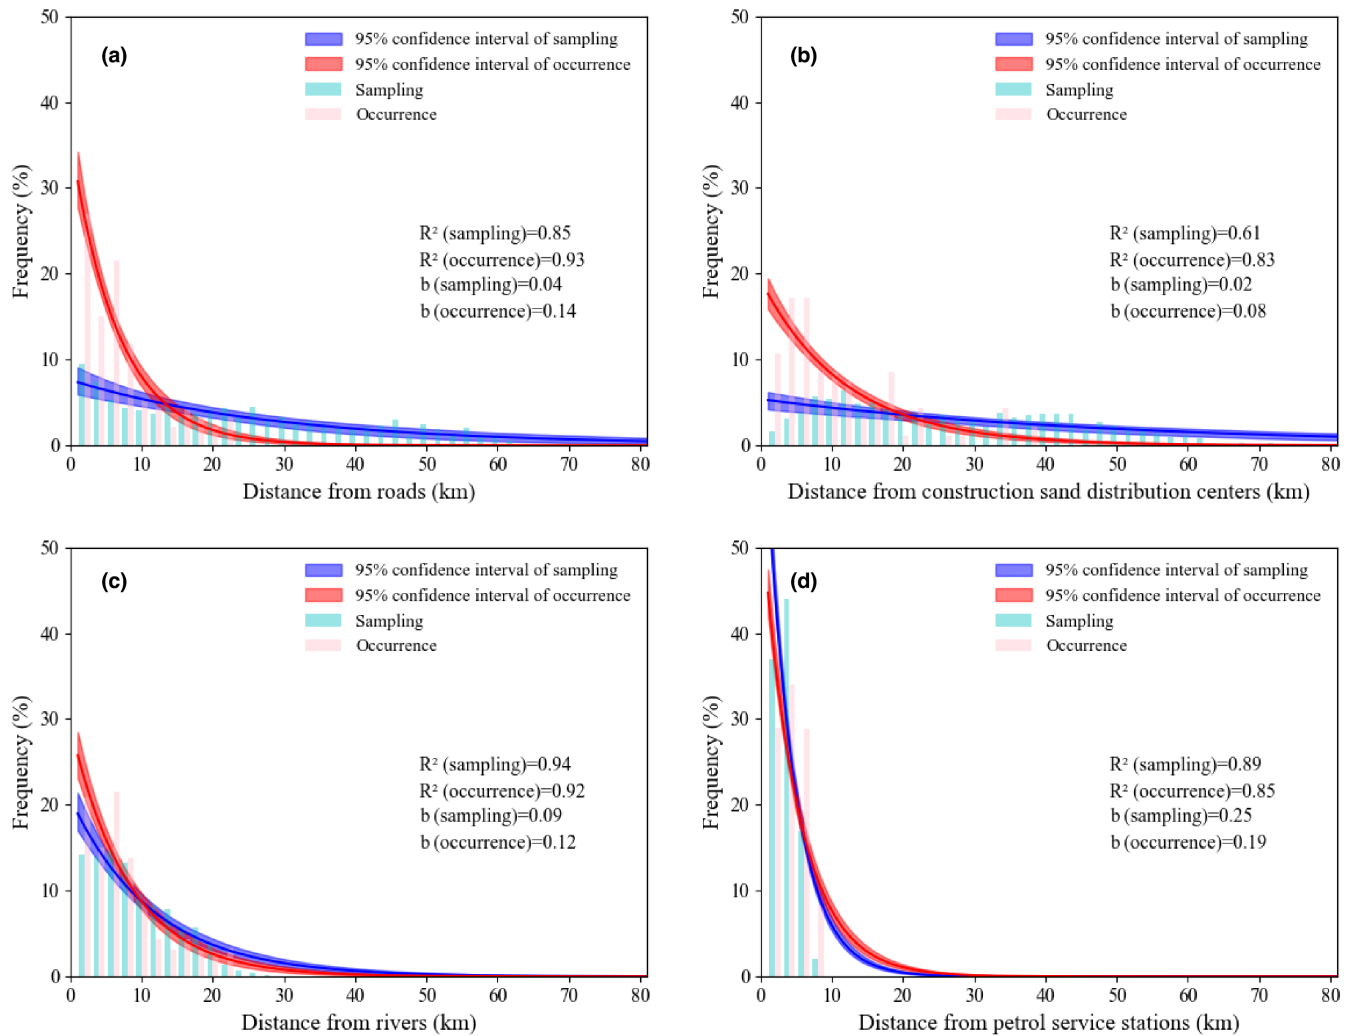 50
(a)
95% confidence interval of sampling
95% confidence interval of occurrence
Sampling
Occurrence
40
30
20
10
0
Frequency (%)
R² (sampling)=0.85
R² (occurrence)=0.93
b (sampling)=0.04
b (occurrence)=0.14
0 10 20 30 40 50 60 70 80
Distance from roads (km)
50
(b)
95% confidence interval of sampling
95% confidence interval of occurrence
Sampling
Occurrence
40
30
20
10
0
Frequency (%)
R² (sampling)=0.61
R² (occurrence)=0.83
b (sampling)=0.02
b (occurrence)=0.08
0 10 20 30 40 50 60 70 80
Distance from construction sand distribution centers (km)
50
(c)
95% confidence interval of sampling
95% confidence interval of occurrence
Sampling
Occurrence
40
30
20
10
0
Frequency (%)
R² (sampling)=0.94
R² (occurrence)=0.92
b (sampling)=0.09
b (occurrence)=0.12
0 10 20 30 40 50 60 70 80
Distance from rivers (km)
50
(d)
95% confidence interval of sampling
95% confidence interval of occurrence
Sampling
Occurrence
40
30
20
10
0
Frequency (%)
R² (sampling)=0.89
R² (occurrence)=0.85
b (sampling)=0.25
b (occurrence)=0.19
0 10 20 30 40 50 60 70 80
Distance from petrol service stations (km)